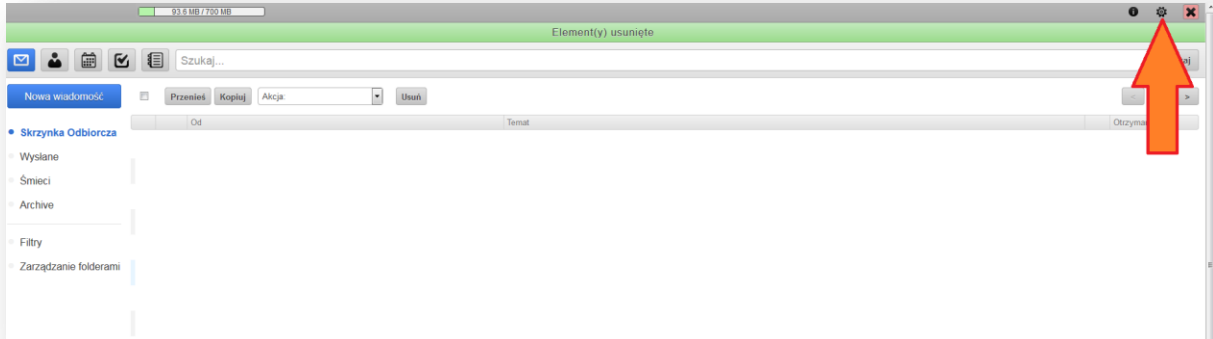 93.6 MB / 700 MB
Element(y) usunięte
Szukaj...
Nowa wiadomość
Przenieś Kopiuj Akcja: Usuń < >
Od Temat
Skrzynka Odbiorcza
Wysłane
Śmieci
Archive
Filtry
Zarządzanie folderami